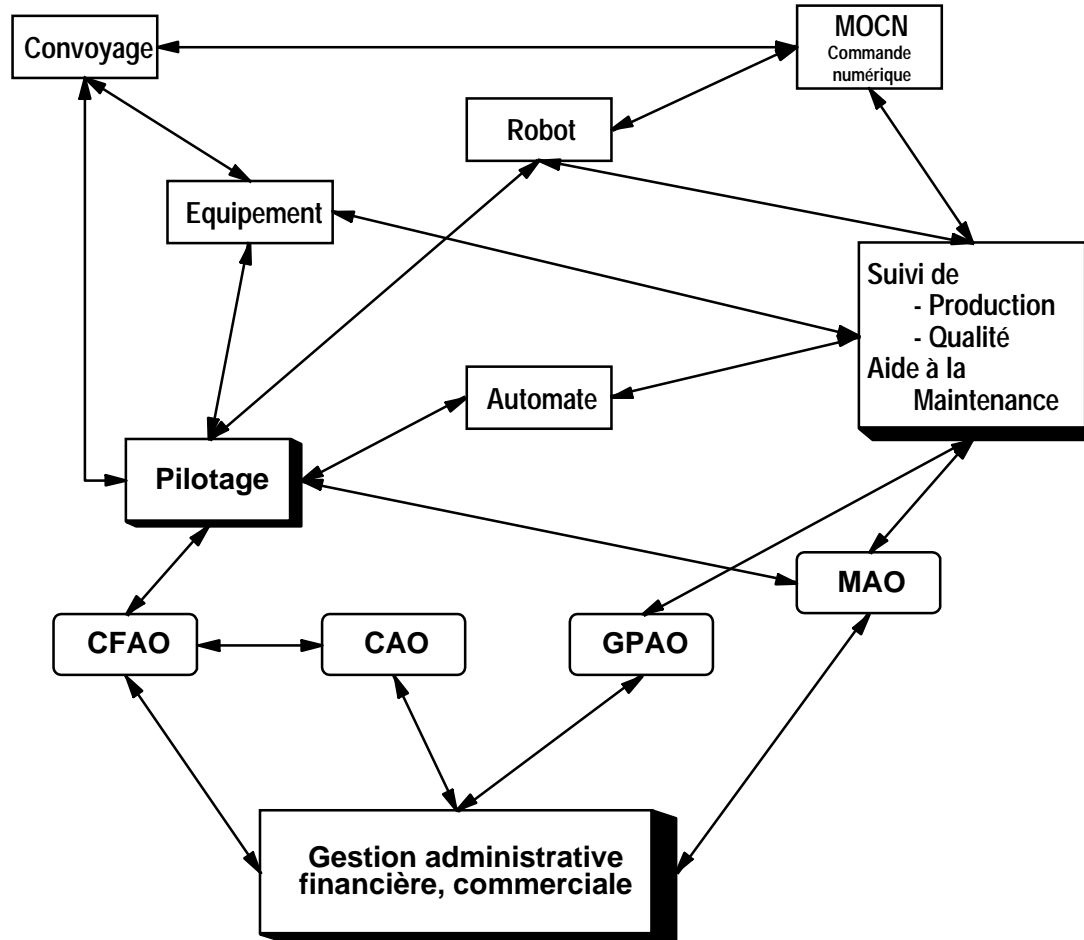 Convoyage
MOCN
Commande
numérique
Robot
Equipement
Suivi de
- Production
- Qualité
Aide à la
Maintenance
Automate
Pilotage
MAO
CFAO
CAO
GPAO
Gestion administrative
financière, commerciale